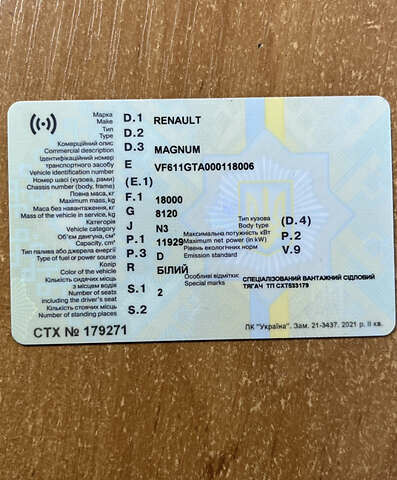 Марка
Make D.1 RENAULT
Тип
Type D.2
Комерційний опис
Commercial description D.3 MAGNUM
Ідентифікаційний номер
транспортного засобу
Vehicle identification number E VF611GTA000118006
Номер шасі (кузова, рами)
Chassis number (body, frame) (E.1)
Повна маса, кг
Maximum mass, kg F.1 18000
Маса без навантаження, кг
Mass of the vehicle in service, kg G 8120
Категорія
Vehicle category J N3
Тип кузова
Body type (D.4)
Об'єм двигуна, см³
Capacity, cm³ P.1 11929
Максимальна потужність кВт
Maximum net power (in kW) P.2
Тип палива або джерела енергії
Type of fuel or power source P.3 D
Рівень екологічних норм
Emission standard V.9
Колір
Color of the vehicle R БІЛИЙ
Особливі відмітки:
Special marks СПЕЦІАЛІЗОВАНИЙ ВАНТАЖНИЙ СІДЛОВИЙ
ТЯГАЧ ТП СХТ533179
Кількість сидячих місць
з місцем водія
Number of seats
including the driver's seat S.1 2
Кількість стоячих місць
Number of standing places S.2
СТХ № 179271
ПК "Україна". Зам. 21-3437. 2021 р. II кв.